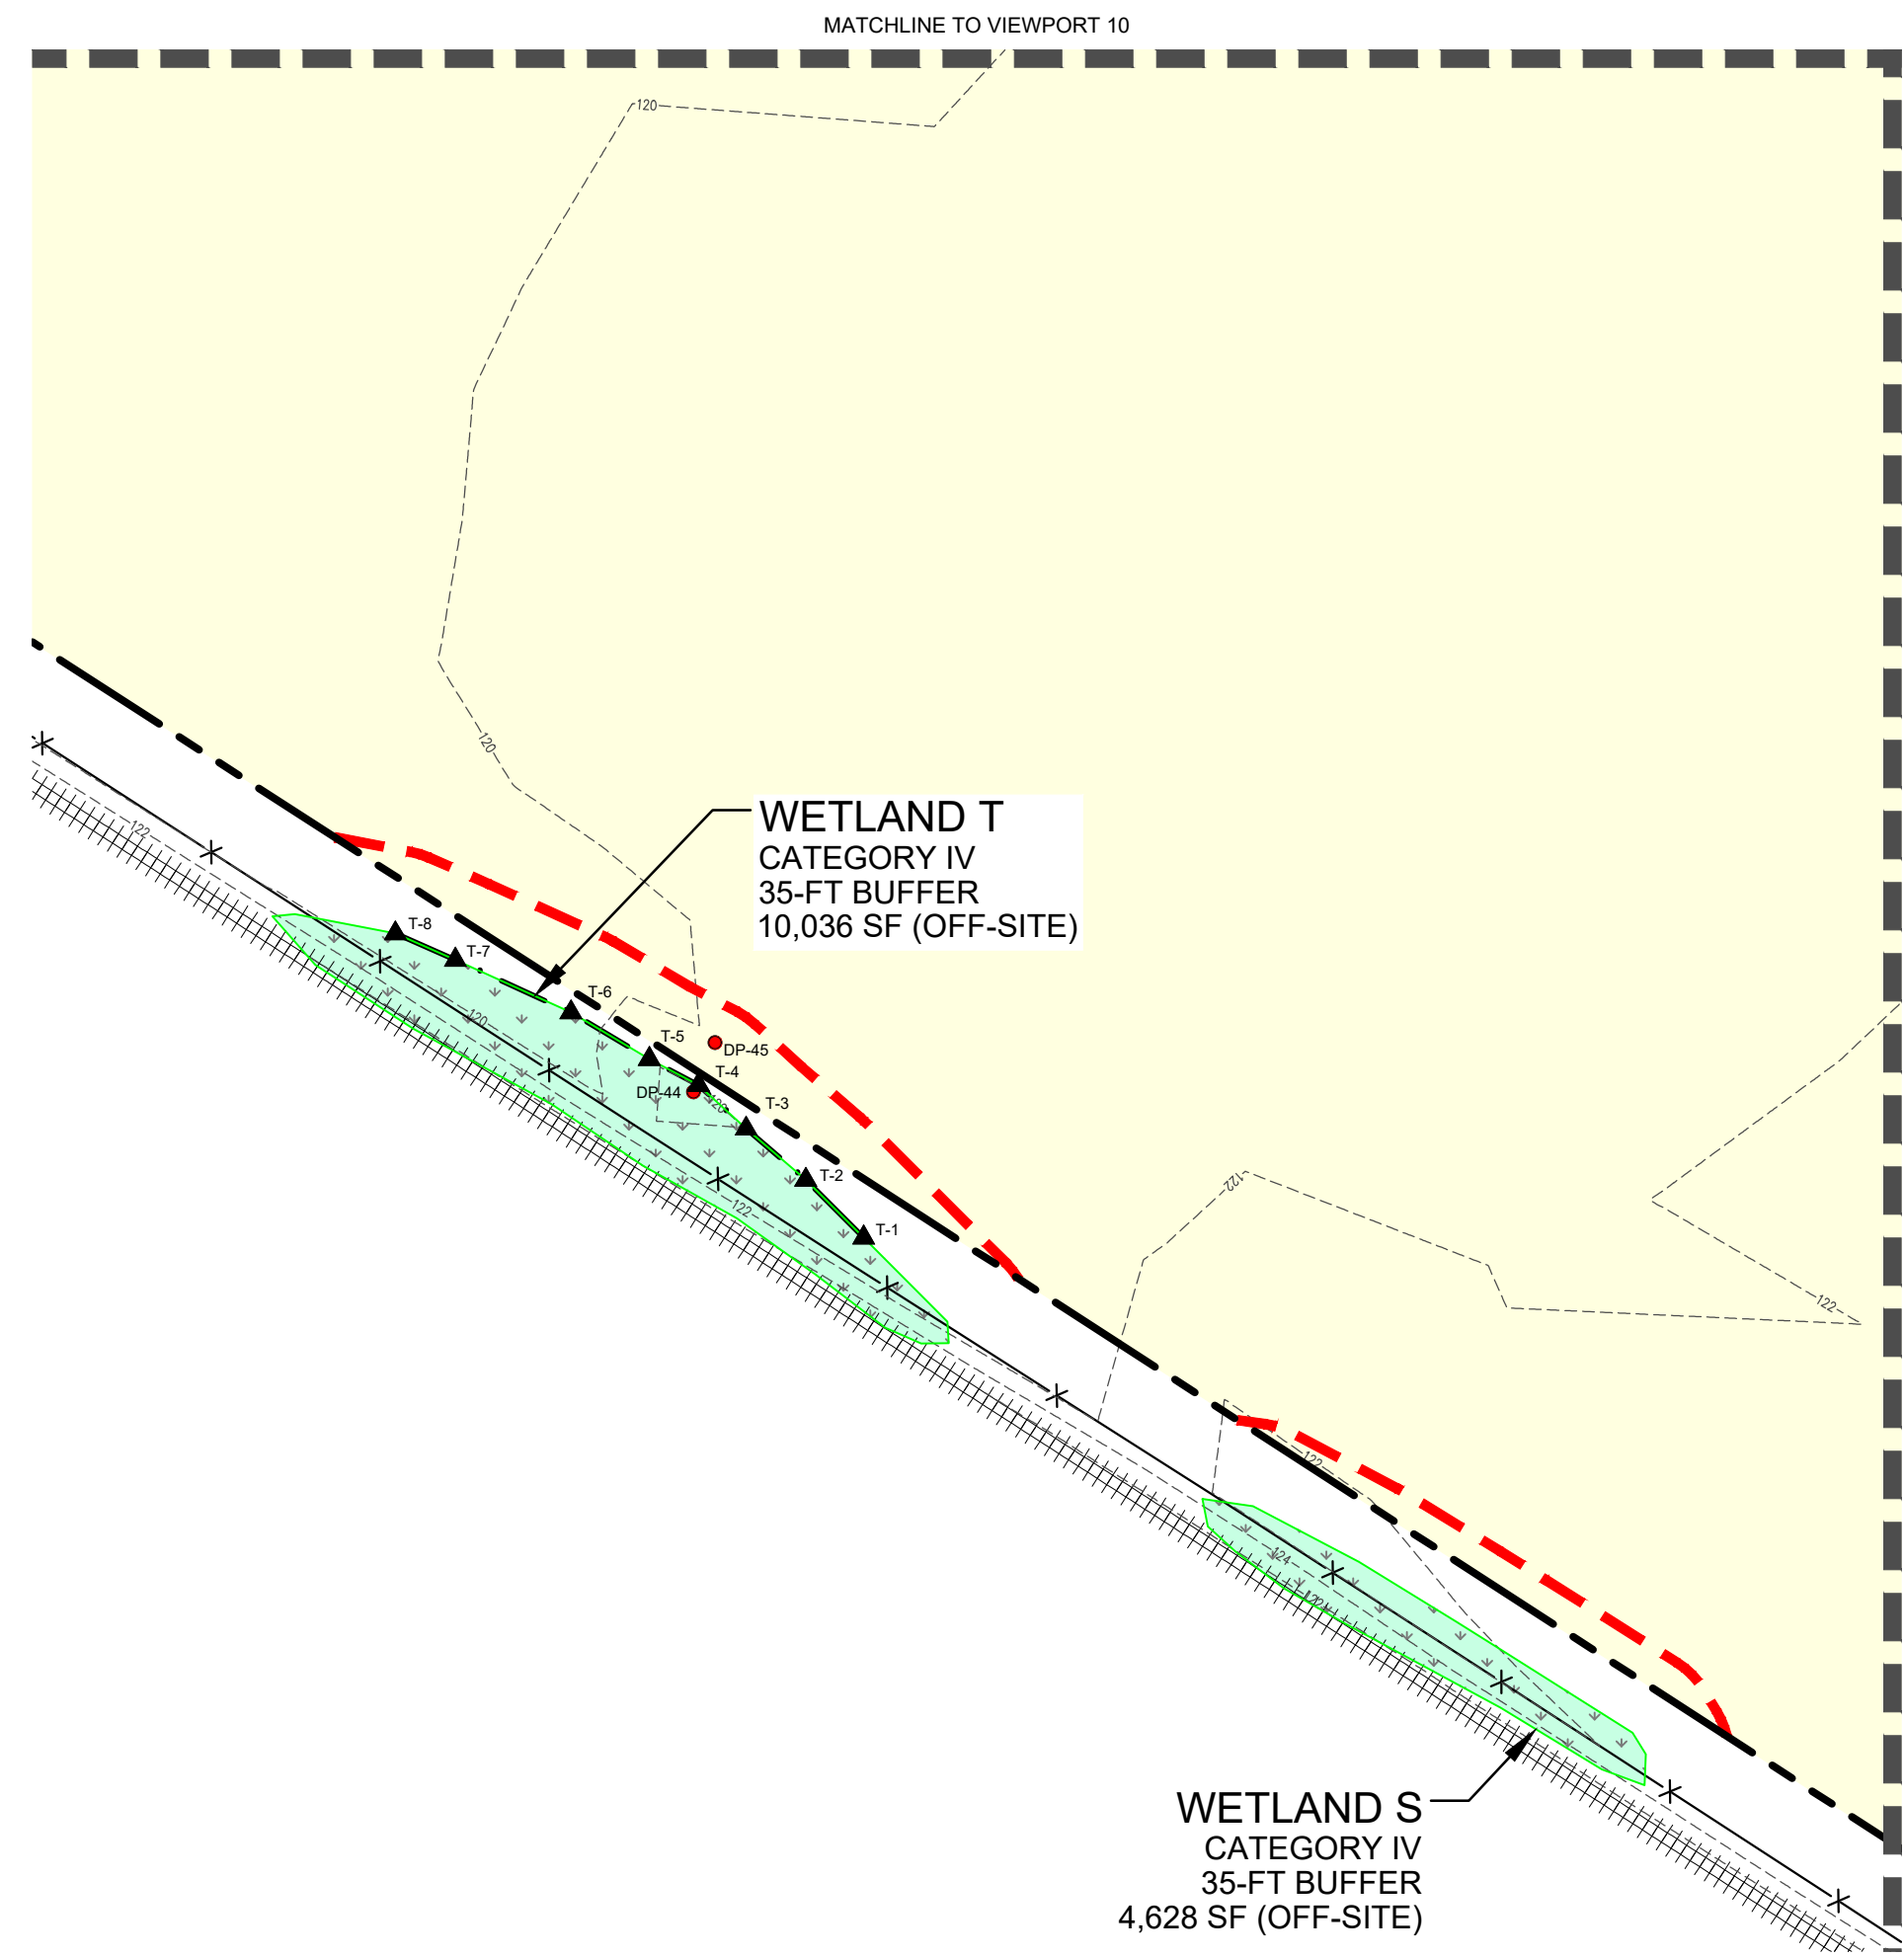 MATCHLINE TO VIEWPORT 10
120
120
122
WETLAND T
CATEGORY IV
35-FT BUFFER
10,036 SF (OFF-SITE)
T-8
T-7
T-6
120
T-5
DP-45
T-4
DP-44
120
T-3
T-2
122
T-1
122
122
122
124
WETLAND S
CATEGORY IV
35-FT BUFFER
4,628 SF (OFF-SITE)